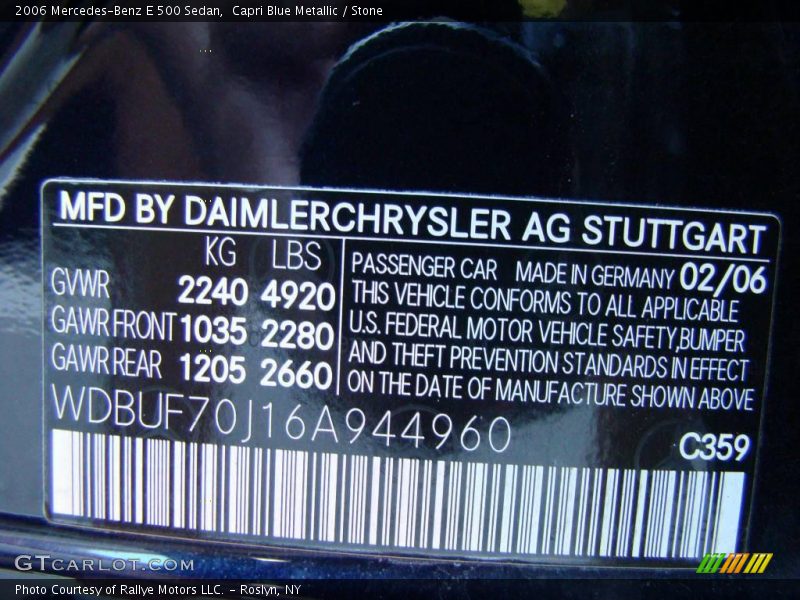 2006 Mercedes-Benz E 500 Sedan,  Capri Blue Metallic / Stone
MFD BY DAIMLERCHRYSLER AG STUTTGART
KG LBS
GVWR 2240 4920
GAWR FRONT 1035 2280
GAWR REAR 1205 2660
PASSENGER CAR MADE IN GERMANY 02/06
THIS VEHICLE CONFORMS TO ALL APPLICABLE
U.S. FEDERAL MOTOR VEHICLE SAFETY,BUMPER
AND THEFT PREVENTION STANDARDS IN EFFECT
ON THE DATE OF MANUFACTURE SHOWN ABOVE
WDBUF70J16A944960
C359
GTCARLOT.COM
Photo Courtesy of Rallye Motors LLC. - Roslyn, NY